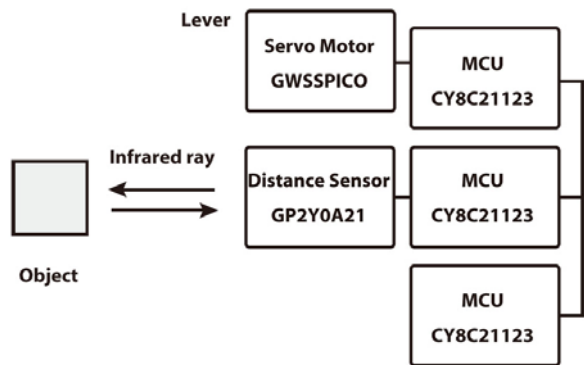 Lever
Servo Motor
GWSSPICO
MCU
CY8C21123
Infrared ray
Distance Sensor
GP2Y0A21
MCU
CY8C21123
Object
MCU
CY8C21123